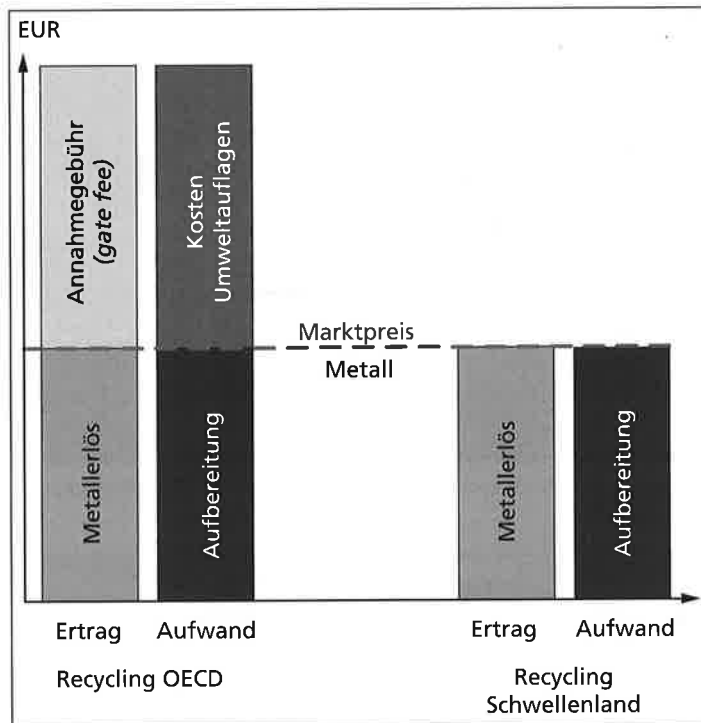 EUR
Annahmegebühr
(gate fee)
Kosten
Umweltauflagen
Marktpreis
Metall
Metallerlös
Aufbereitung
Metallerlös
Aufbereitung
Ertrag
Aufwand
Ertrag
Aufwand
Recycling OECD
Recycling
Schwellenland